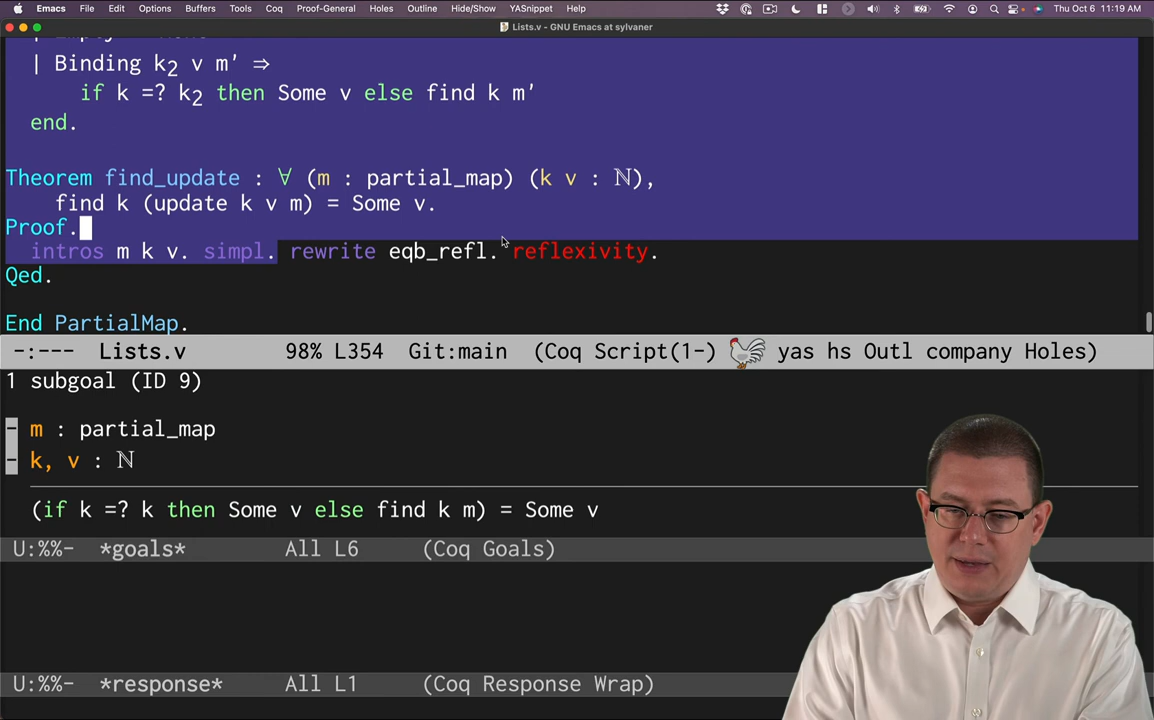 Emacs File Edit Options Buffers Tools Coq Proof-General Holes Outline Hide/Show YASnippet Help Thu Oct 6 11:19 AM
Lists.v - GNU Emacs at sylvaner
| Binding k₂ v m' ⇒
if k =? k₂ then Some v else find k m'
end.
Theorem find_update : ∀ (m : partial_map) (k v : ℕ),
find k (update k v m) = Some v.
Proof.
intros m k v. simpl. rewrite eqb_refl. reflexivity.
Qed.
End PartialMap.
-:--- Lists.v 98% L354 Git:main (Coq Script(1-) yas hs Outl company Holes)
1 subgoal (ID 9)
m : partial_map
k, v : ℕ
(if k =? k then Some v else find k m) = Some v
U:%%- *goals* All L6 (Coq Goals)
U:%%- *response* All L1 (Coq Response Wrap)